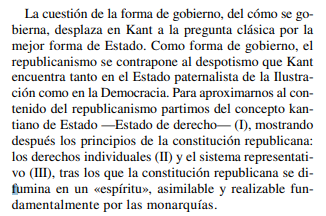 La cuestión de la forma de gobierno, del cómo se go-
bierna, desplaza en Kant a la pregunta clásica por la
mejor forma de Estado. Como forma de gobierno, el
republicanismo se contrapone al despotismo que Kant
encuentra tanto en el Estado paternalista de la Ilustra-
ción como en la Democracia. Para aproximarnos al con-
tenido del republicanismo partimos del concepto kan-
tiano de Estado —Estado de derecho— (I), mostrando
después los principios de la constitución republicana:
los derechos individuales (II) y el sistema representati-
vo (III), tras los que la constitución republicana se di-
fumina en un «espíritu», asimilable y realizable fun-
damentalmente por las monarquías.